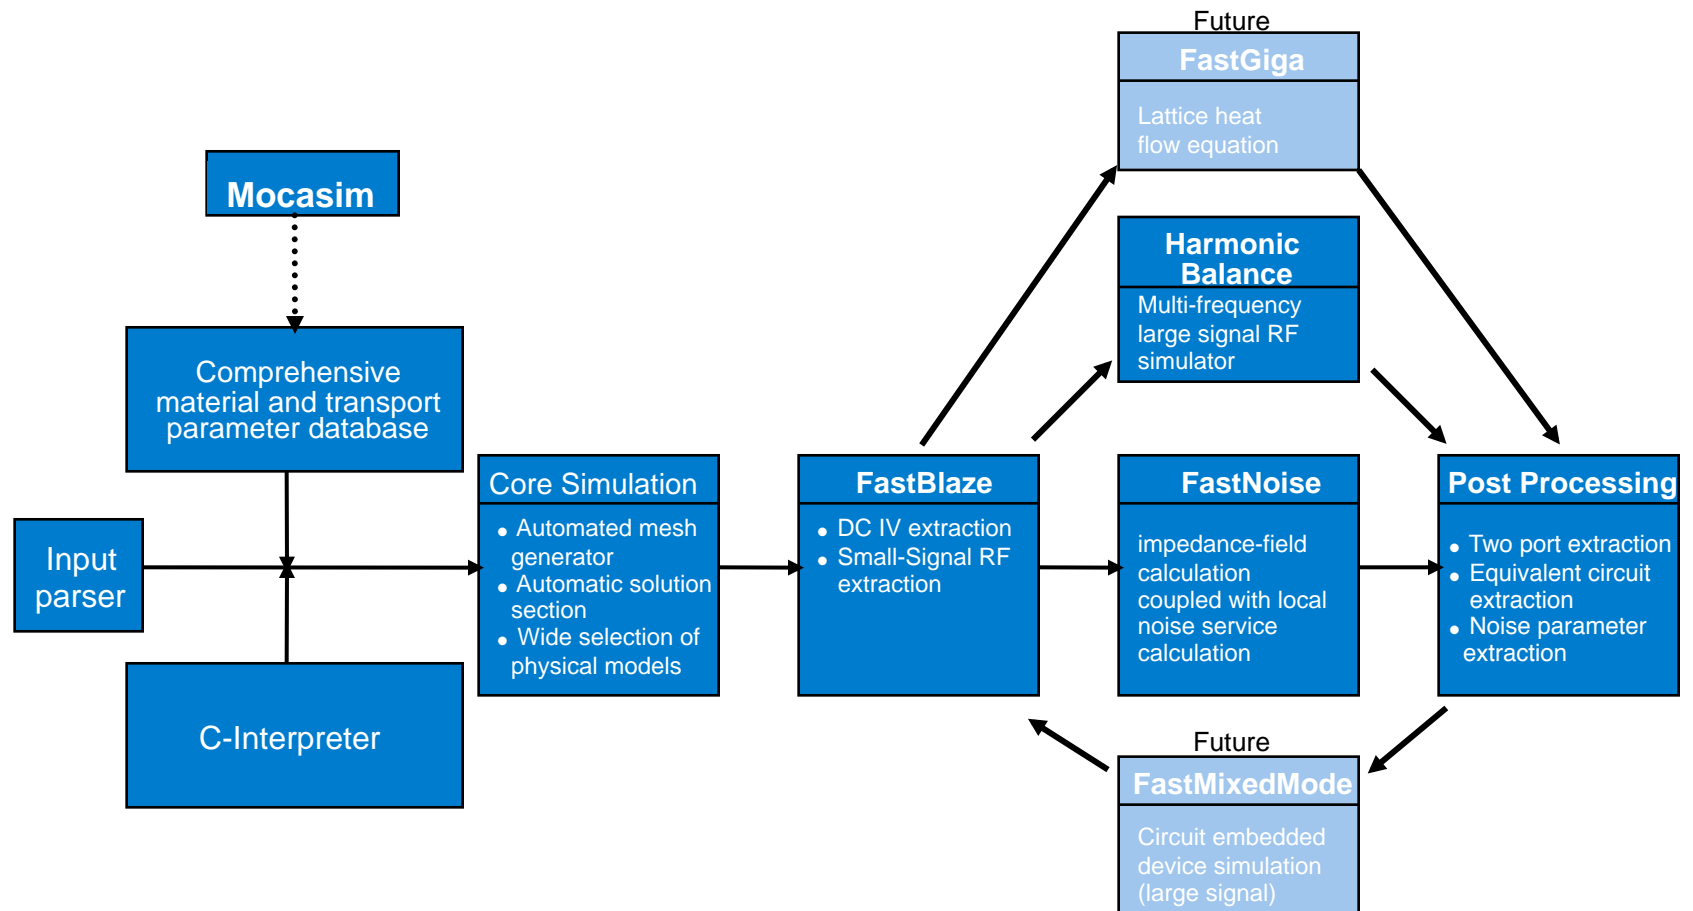 Future
FastGiga
Lattice heat
flow equation
Mocasim
Harmonic
Balance
Multi-frequency
large signal RF
simulator
Comprehensive
material and transport
parameter database
Input
parser
C-Interpreter
Core Simulation
• Automated mesh
generator
• Automatic solution
section
• Wide selection of
physical models
FastBlaze
• DC IV extraction
• Small-Signal RF
extraction
FastNoise
impedance-field
calculation
coupled with local
noise service
calculation
Post Processing
• Two port extraction
• Equivalent circuit
extraction
• Noise parameter
extraction
Future
FastMixedMode
Circuit embedded
device simulation
(large signal)